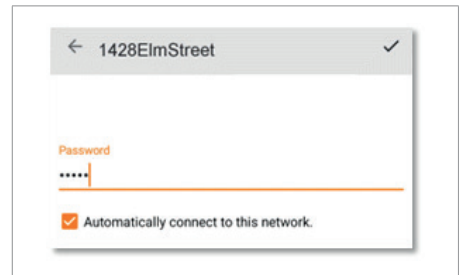 1428ElmStreet
Password
•••••
Automatically connect to this network.